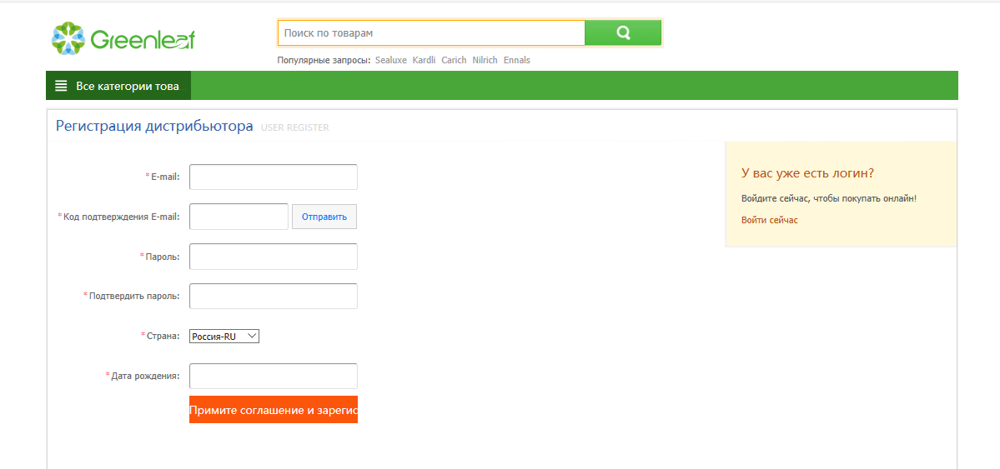 Greenleaf
Поиск по товарам
Популярные запросы: Sealuxe Kardli Carich Nilrich Ennals
Все категории това
Регистрация дистрибьютора USER REGISTER
*E-mail:
*Код подтверждения E-mail: Отправить
*Пароль:
*Подтвердить пароль:
*Страна: Россия-RU
*Дата рождения:
Примите соглашение и зарегис
У вас уже есть логин?
Войдите сейчас, чтобы покупать онлайн!
Войти сейчас